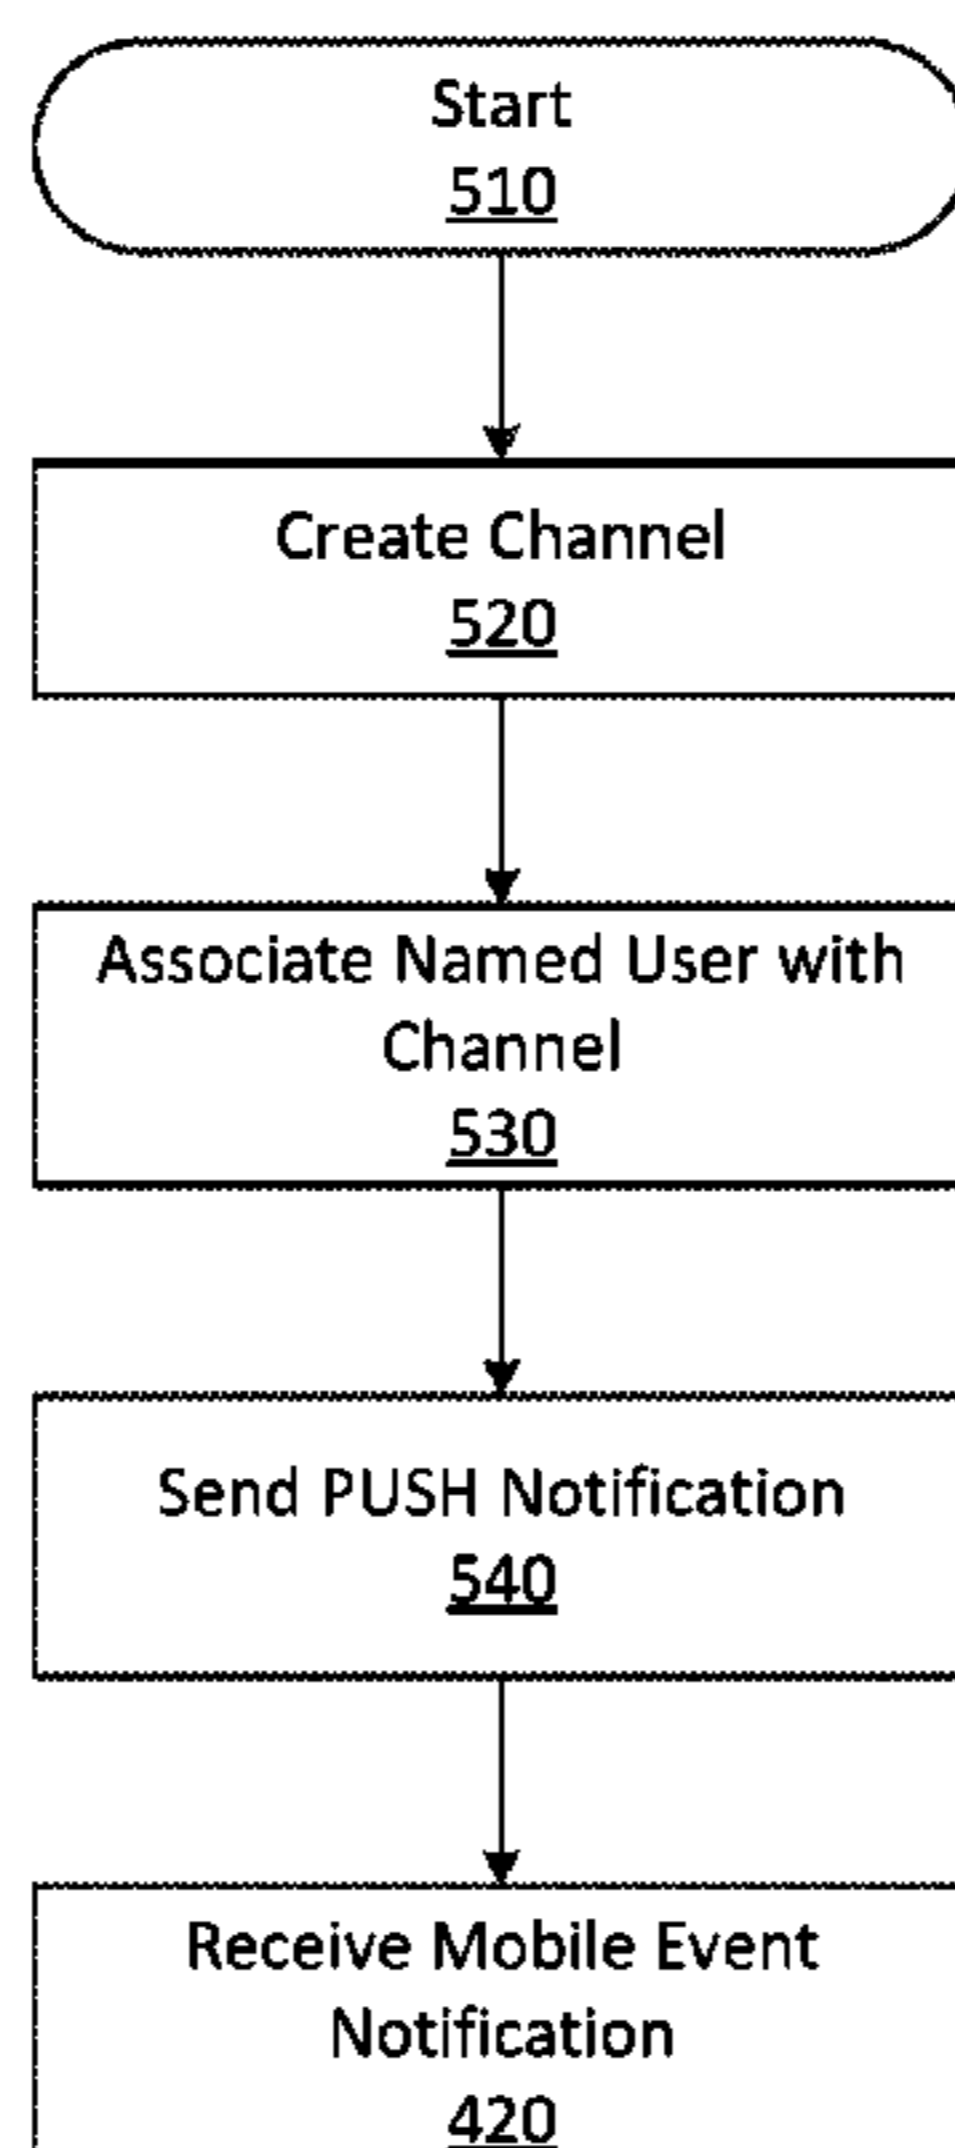 Start
510
Create Channel
520
Associate Named User with
Channel
530
Send PUSH Notification
540
Receive Mobile Event
Notification
420